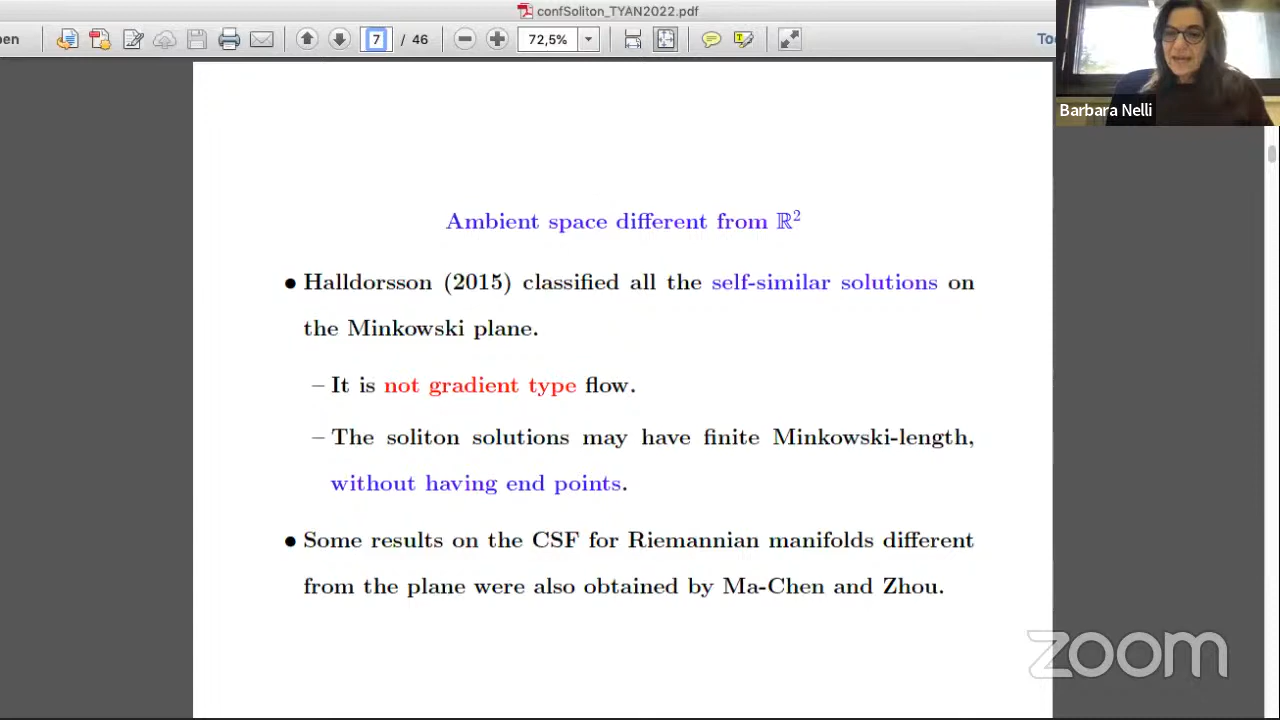 confSoliton_TYAN2022.pdf
pen
7 / 46
72,5%
Too
Barbara Nelli
Ambient space different from ℝ²
• Halldorsson (2015) classified all the self-similar solutions on
the Minkowski plane.
– It is not gradient type flow.
– The soliton solutions may have finite Minkowski-length,
without having end points.
• Some results on the CSF for Riemannian manifolds different
from the plane were also obtained by Ma-Chen and Zhou.
zoom